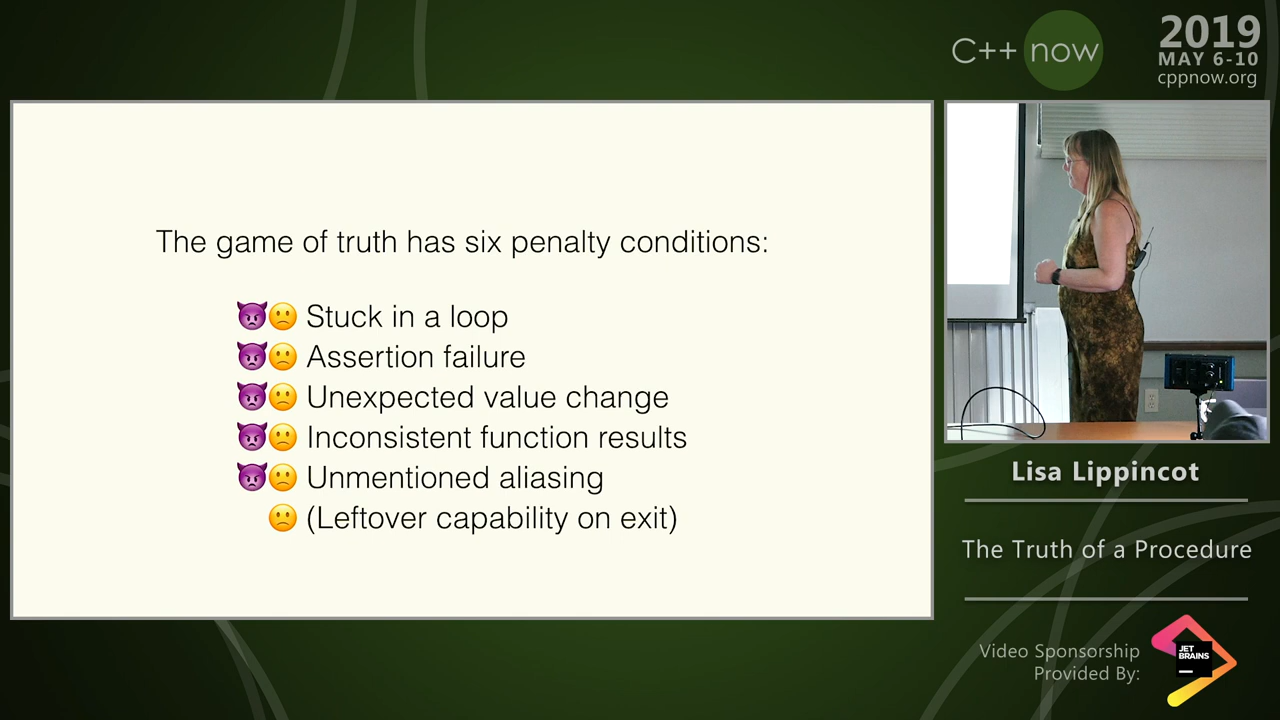 C++ now
2019
MAY 6-10
cppnow.org
The game of truth has six penalty conditions:
Stuck in a loop
Assertion failure
Unexpected value change
Inconsistent function results
Unmentioned aliasing
(Leftover capability on exit)
Lisa Lippincot
The Truth of a Procedure
Video Sponsorship
Provided By:
JET
BRAINS